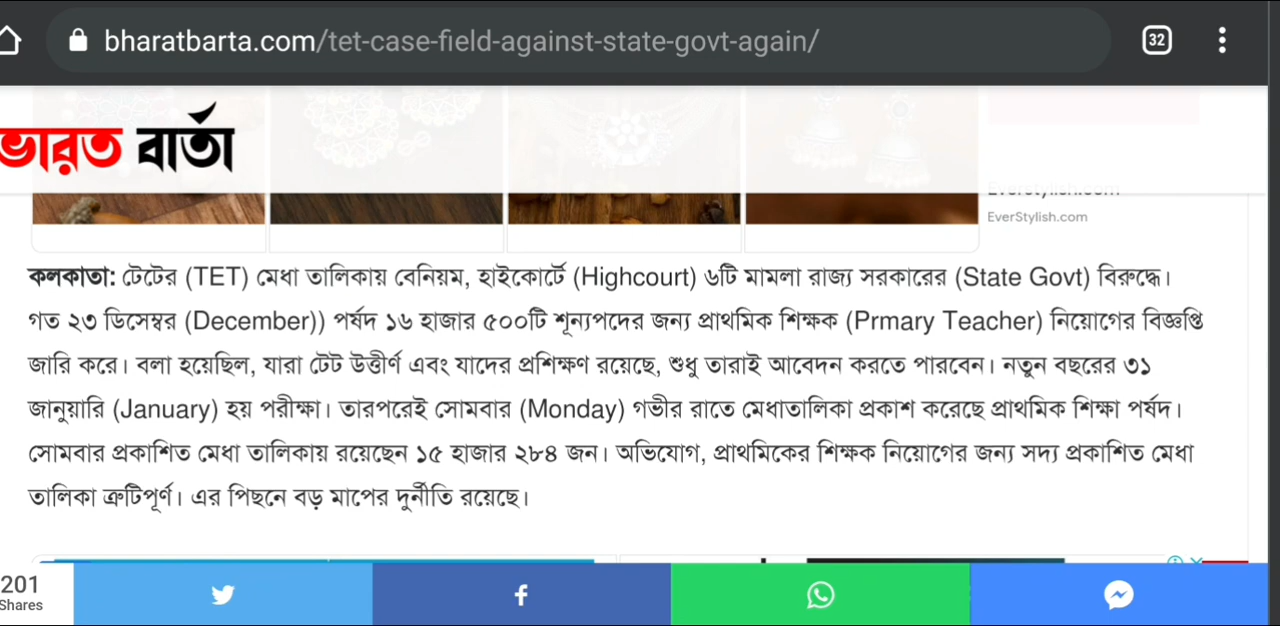 bharatbarta.com/tet-case-field-against-state-govt-again/
32
ভারত বার্তা
EverStylish.com
EverStylish.com
কলকাতা: টেটের (TET) মেধা তালিকায় বেনিয়ম, হাইকোর্টে (Highcourt) ৬টি মামলা রাজ্য সরকারের (State Govt) বিরুদ্ধে।
গত ২৩ ডিসেম্বর (December)) পর্ষদ ১৬ হাজার ৫০০টি শূন্যপদের জন্য প্রাথমিক শিক্ষক (Prmary Teacher) নিয়োগের বিজ্ঞপ্তি
জারি করে। বলা হয়েছিল, যারা টেট উত্তীর্ণ এবং যাদের প্রশিক্ষণ রয়েছে, শুধু তারাই আবেদন করতে পারবেন। নতুন বছরের ৩১
জানুয়ারি (January) হয় পরীক্ষা। তারপরেই সোমবার (Monday) গভীর রাতে মেধাতালিকা প্রকাশ করেছে প্রাথমিক শিক্ষা পর্ষদ।
সোমবার প্রকাশিত মেধা তালিকায় রয়েছেন ১৫ হাজার ২৮৪ জন। অভিযোগ, প্রাথমিকের শিক্ষক নিয়োগের জন্য সদ্য প্রকাশিত মেধা
তালিকা ত্রুটিপূর্ণ। এর পিছনে বড় মাপের দুর্নীতি রয়েছে।
201
Shares